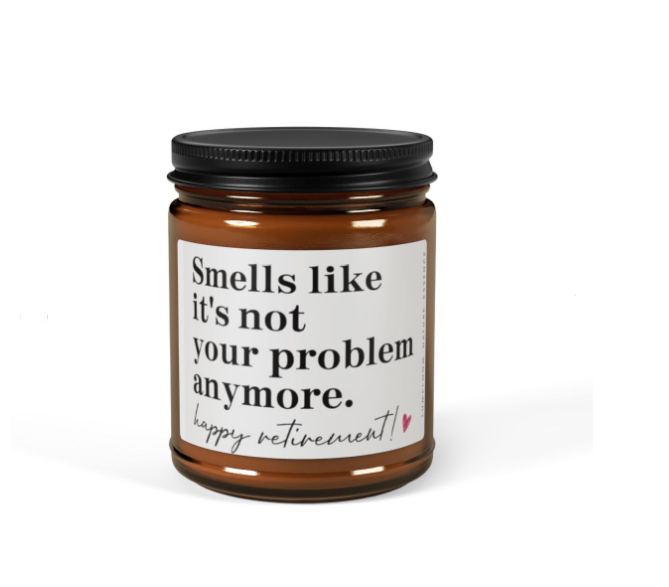 Smells like
it's not
your problem
anymore.
happy retirement!